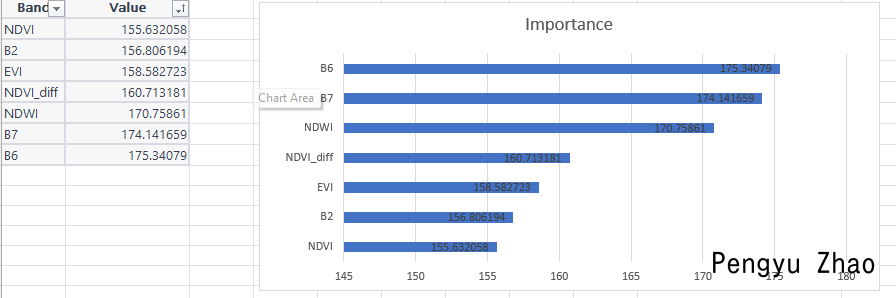 Band Value
NDVI 155.632058
B2 156.806194
EVI 158.582723
NDVI_diff 160.713181
NDWI 170.75861
B7 174.141659
B6 175.34079
Importance
B6 175.34079
Chart Area
B7 174.141659
NDWI 170.75861
NDVI_diff 160.713181
EVI 158.582723
B2 156.806194
NDVI 155.632058
145 150 155 160 165 170 175 180
Pengyu Zhao